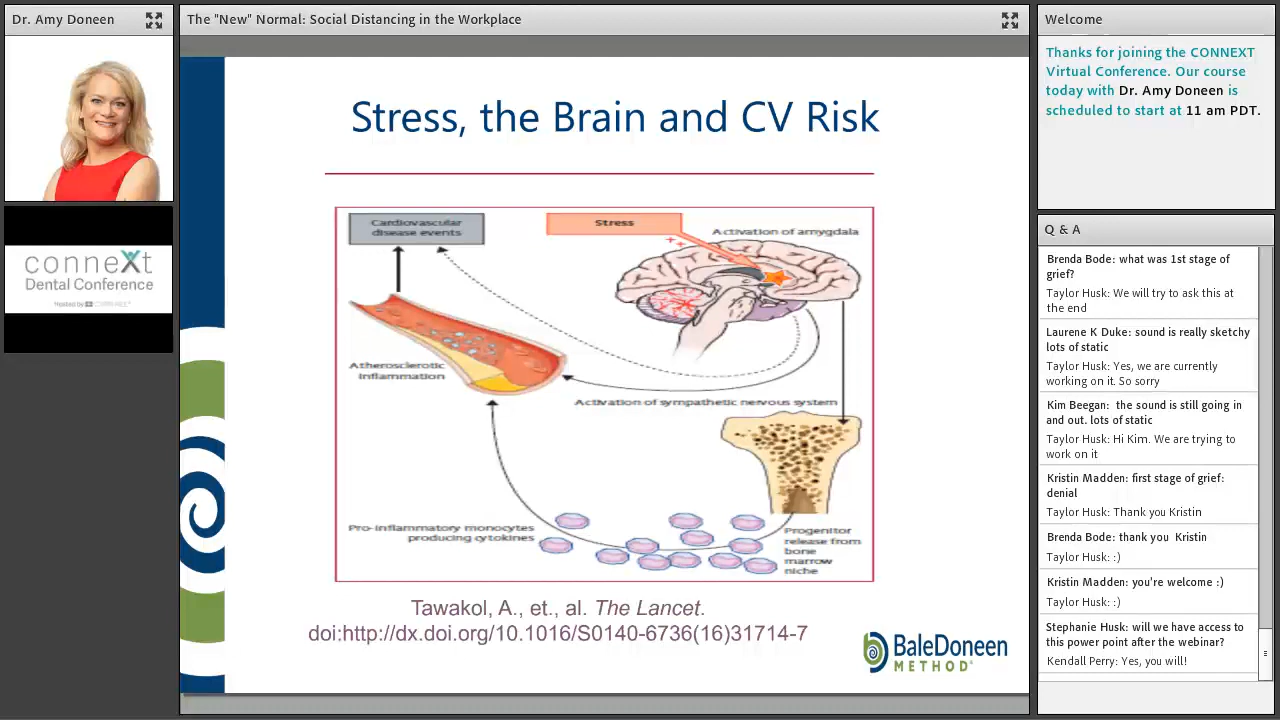 Dr. Amy Doneen
The "New" Normal: Social Distancing in the Workplace
Welcome
Thanks for joining the CONNEXT
Virtual Conference. Our course
today with Dr. Amy Doneen is
scheduled to start at 11 am PDT.
Stress, the Brain and CV Risk
Cardiovascular
disease events
Stress
Activation of amygdala
Atherosclerotic
inflammation
Activation of sympathetic nervous system
Pro-inflammatory monocytes
producing cytokines
Progenitor
release from
bone
marrow
niche
Tawakol, A., et., al. The Lancet.
doi:http://dx.doi.org/10.1016/S0140-6736(16)31714-7
BaleDoneen
METHOD
conneXt
Dental Conference
Hosted by
Q & A
Brenda Bode: what was 1st stage of
grief?
Taylor Husk: We will try to ask this at
the end
Laurene K Duke: sound is really sketchy
lots of static
Taylor Husk: Yes, we are currently
working on it. So sorry
Kim Beegan: the sound is still going in
and out. lots of static
Taylor Husk: Hi Kim. We are trying to
work on it
Kristin Madden: first stage of grief:
denial
Taylor Husk: Thank you Kristin
Brenda Bode: thank you Kristin
Taylor Husk: :)
Kristin Madden: you're welcome :)
Taylor Husk: :)
Stephanie Husk: will we have access to
this power point after the webinar?
Kendall Perry: Yes, you will!